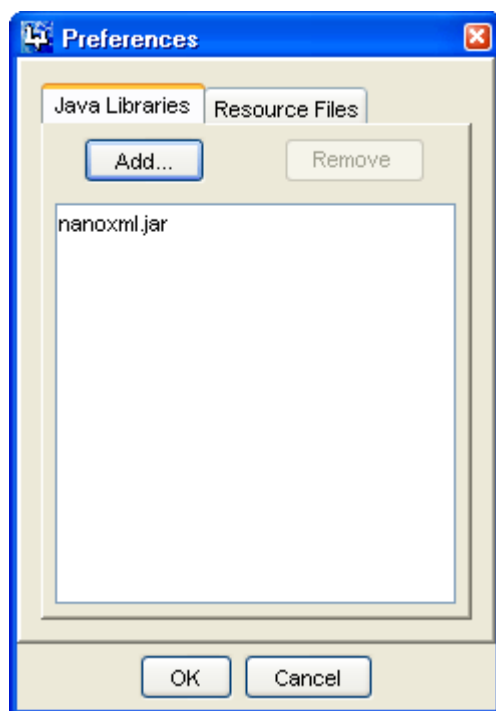 Preferences
Java Libraries Resource Files
Add... Remove
nanoxml.jar
OK Cancel